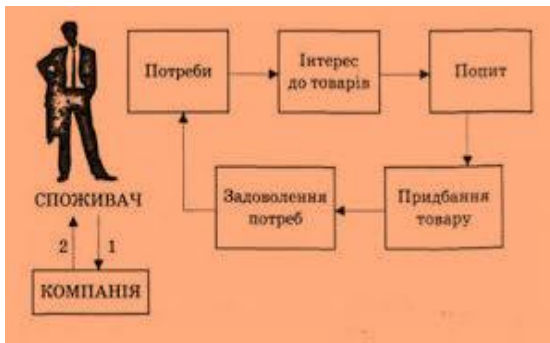 Потреби
Інтерес
до товарів
Попит
СПОЖИВАЧ
Задоволення
потреб
Придбання
товару
2
1
КОМПАНІЯ